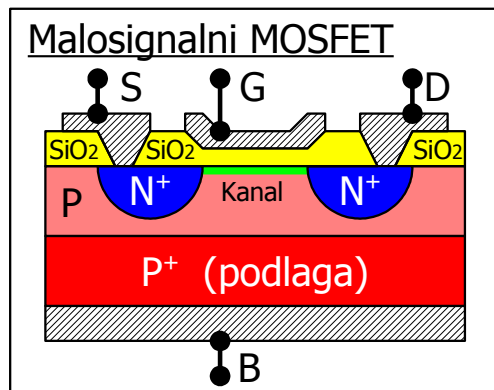 Malosignalni MOSFET
S G D
SiO₂ SiO₂ SiO₂
P N⁺ Kanal N⁺
P⁺ (podlaga)
B